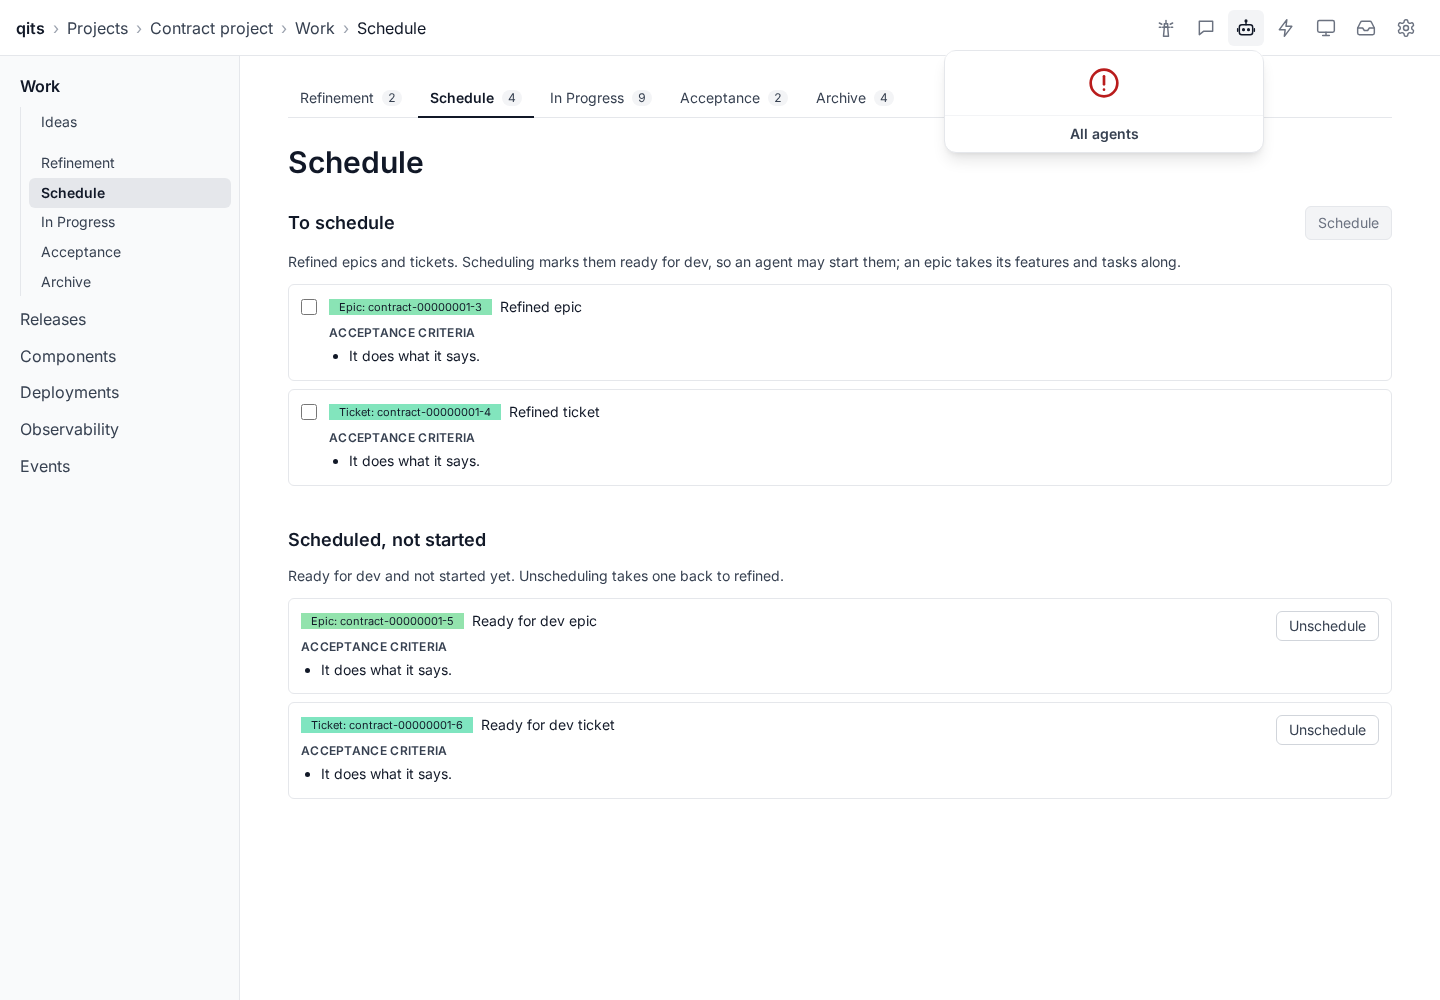 qits › Projects › Contract project › Work › Schedule
All agents
Work
Ideas
Refinement
Schedule
In Progress
Acceptance
Archive
Releases
Components
Deployments
Observability
Events
Refinement 2 Schedule 4 In Progress 9 Acceptance 2 Archive 4
Schedule
To schedule
Schedule
Refined epics and tickets. Scheduling marks them ready for dev, so an agent may start them; an epic takes its features and tasks along.
Epic: contract-00000001-3 Refined epic
ACCEPTANCE CRITERIA
• It does what it says.
Ticket: contract-00000001-4 Refined ticket
ACCEPTANCE CRITERIA
• It does what it says.
Scheduled, not started
Ready for dev and not started yet. Unscheduling takes one back to refined.
Epic: contract-00000001-5 Ready for dev epic Unschedule
ACCEPTANCE CRITERIA
• It does what it says.
Ticket: contract-00000001-6 Ready for dev ticket Unschedule
ACCEPTANCE CRITERIA
• It does what it says.